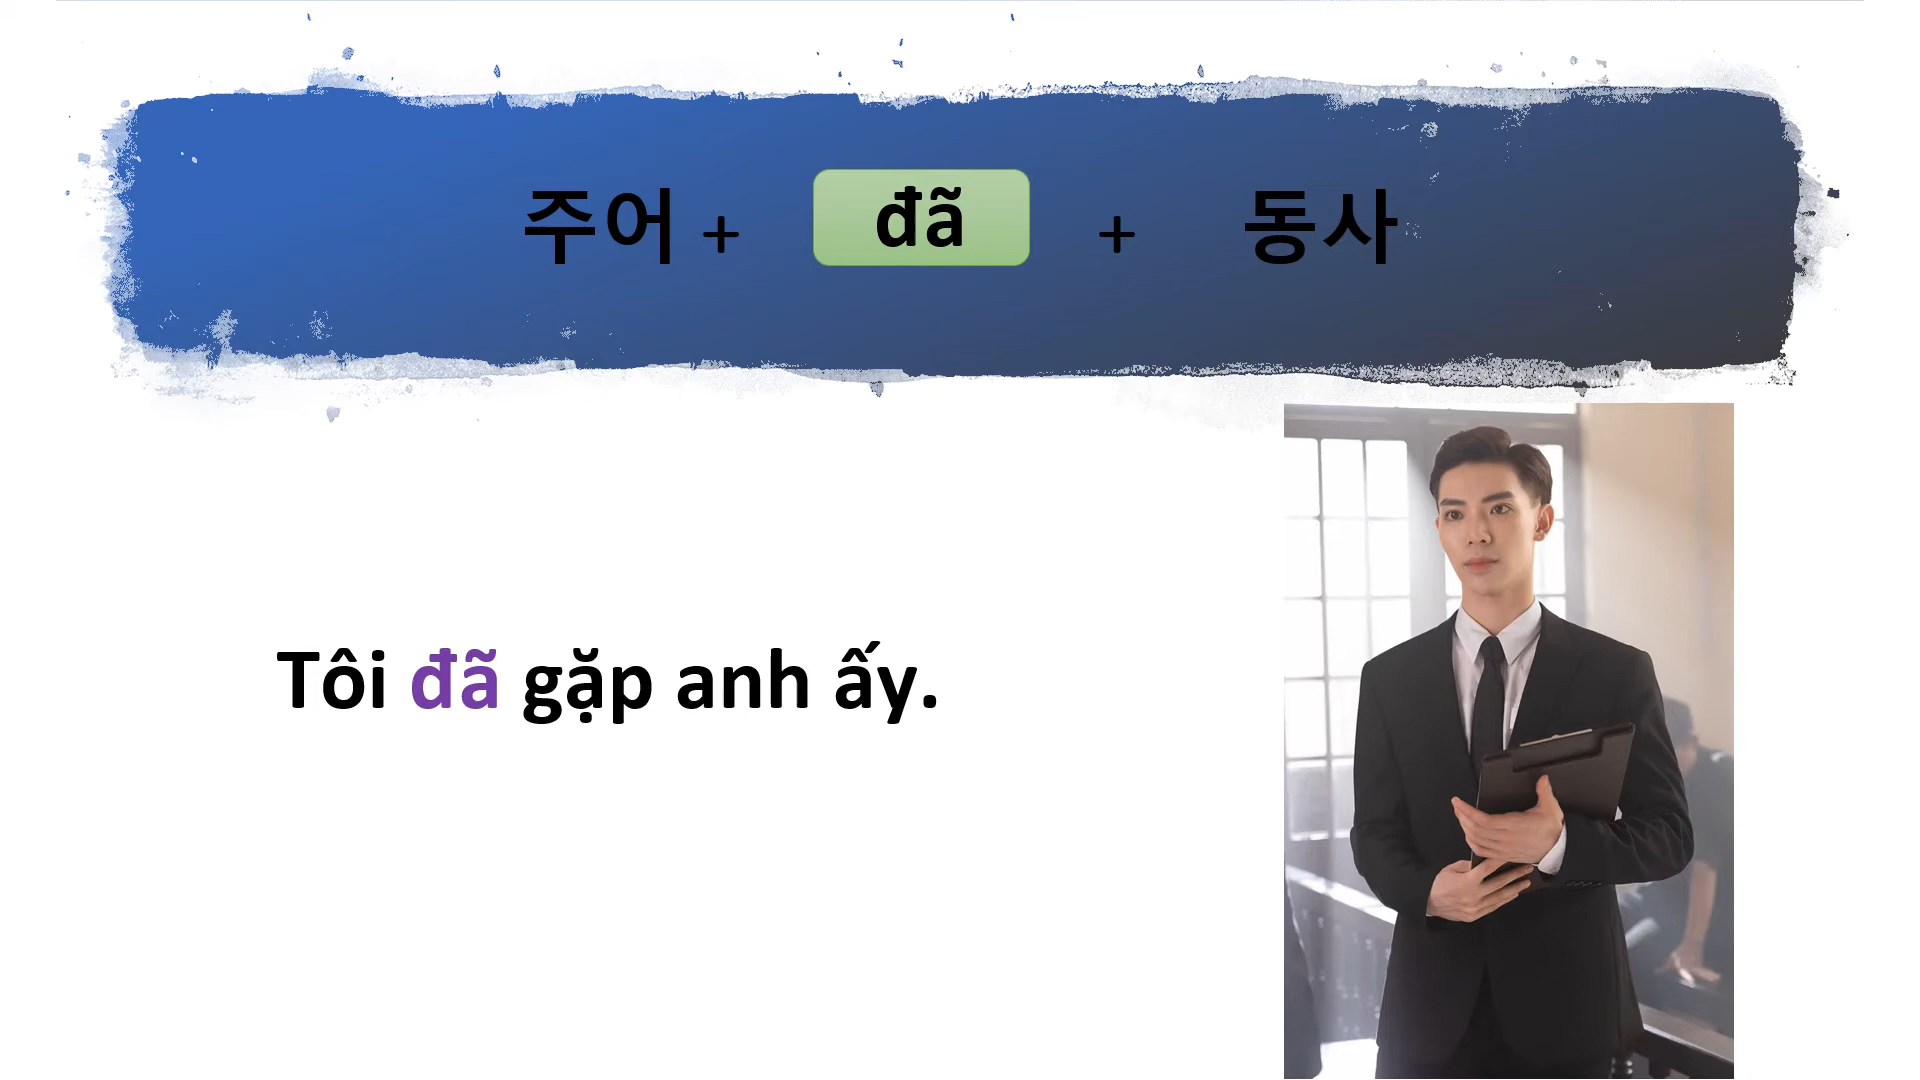 주어 + đã + 동사
Tôi đã gặp anh ấy.